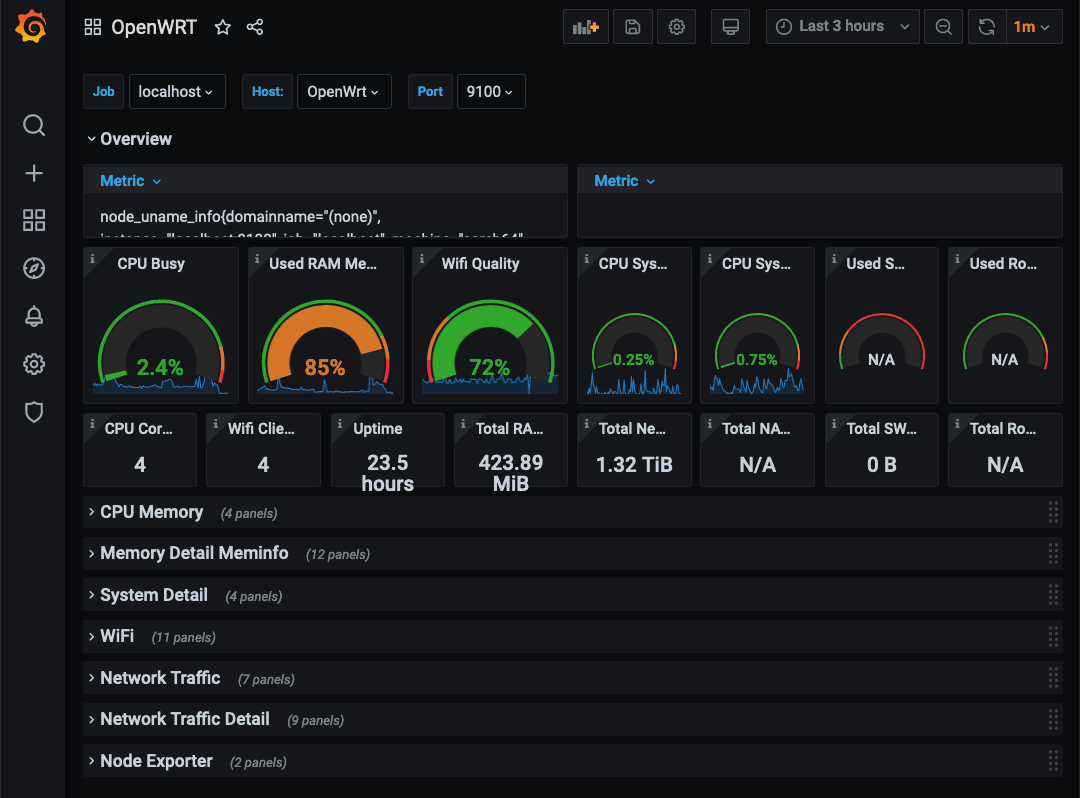 OpenWRT
Last 3 hours
1m
Job localhost Host: OpenWrt Port 9100
Overview
Metric
Metric
node_uname_info{domainname="(none)",
CPU Busy
2.4%
Used RAM Me...
85%
Wifi Quality
72%
CPU Sys...
0.25%
CPU Sys...
0.75%
Used S...
N/A
Used Ro...
N/A
CPU Cor...
4
Wifi Clie...
4
Uptime
23.5
hours
Total RA...
423.89
MiB
Total Ne...
1.32 TiB
Total NA...
N/A
Total SW...
0 B
Total Ro...
N/A
CPU Memory (4 panels)
Memory Detail Meminfo (12 panels)
System Detail (4 panels)
WiFi (11 panels)
Network Traffic (7 panels)
Network Traffic Detail (9 panels)
Node Exporter (2 panels)